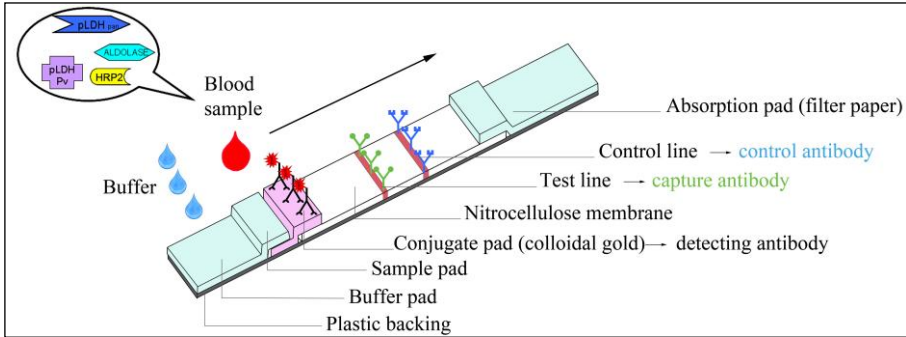 pLDH pan
ALDOLASE
pLDH
Pv
HRP2
Blood
sample
Buffer
Absorption pad (filter paper)
Control line → control antibody
Test line → capture antibody
Nitrocellulose membrane
Conjugate pad (colloidal gold)→ detecting antibody
Sample pad
Buffer pad
Plastic backing